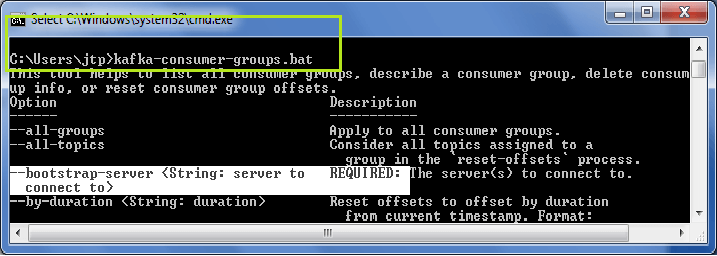 Select C:\Windows\system32\cmd.exe
C:\Users\jtp>kafka-consumer-groups.bat
This tool helps to list all consumer groups, describe a consumer group, delete consum
up info, or reset consumer group offsets.
Option Description
------ -----------
--all-groups Apply to all consumer groups.
--all-topics Consider all topics assigned to a
group in the `reset-offsets` process.
--bootstrap-server <String: server to REQUIRED: The server(s) to connect to.
connect to>
--by-duration <String: duration> Reset offsets to offset by duration
from current timestamp. Format: